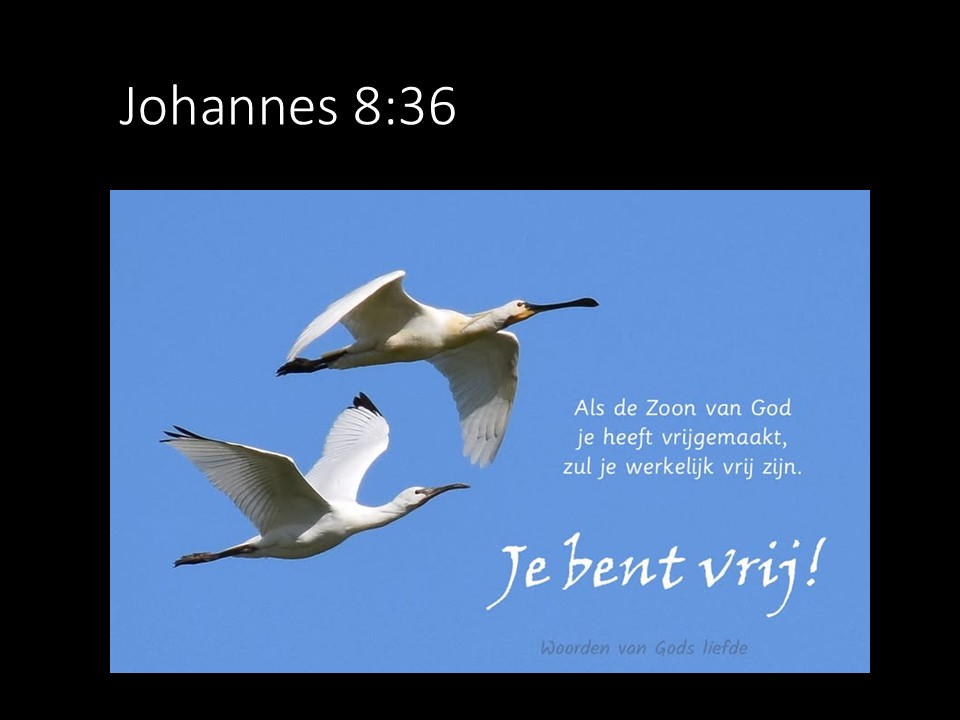 Johannes 8:36
Als de Zoon van God
je heeft vrijgemaakt,
zul je werkelijk vrij zijn.
Je bent vrij!
Woorden van Gods liefde